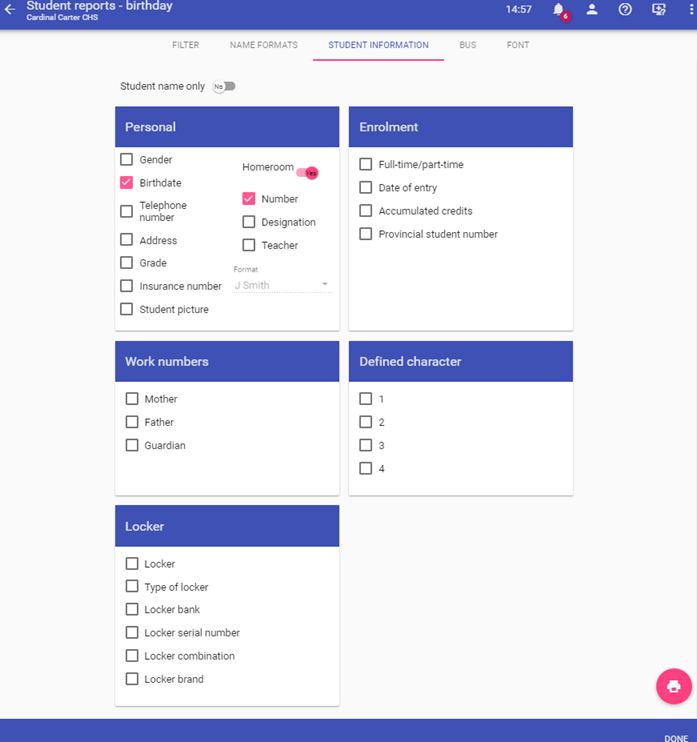 Student reports - birthday
Cardinal Carter CHS
14:57
6
FILTER
NAME FORMATS
STUDENT INFORMATION
BUS
FONT
Student name only
No
Personal
Gender
Birthdate
Telephone
number
Address
Grade
Insurance number
Student picture
Homeroom
Yes
Number
Designation
Teacher
Format
J Smith
Enrolment
Full-time/part-time
Date of entry
Accumulated credits
Provincial student number
Work numbers
Mother
Father
Guardian
Defined character
1
2
3
4
Locker
Locker
Type of locker
Locker bank
Locker serial number
Locker combination
Locker brand
DONE